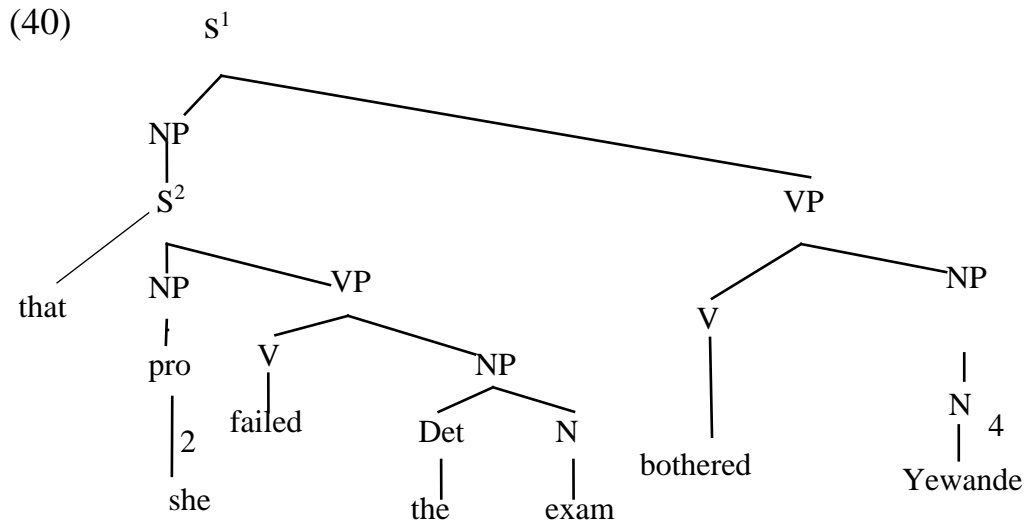 (40) S¹
NP
S² VP
that NP VP NP
pro V NP V
2 failed Det N N 4
she the exam bothered Yewande